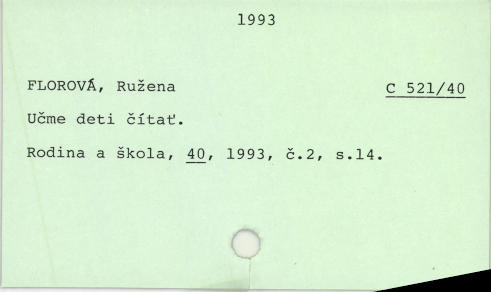 1993
FLOROVÁ, Ružena C 521/40
Učme deti čítať.
Rodina a škola, 40, 1993, č.2, s.14.